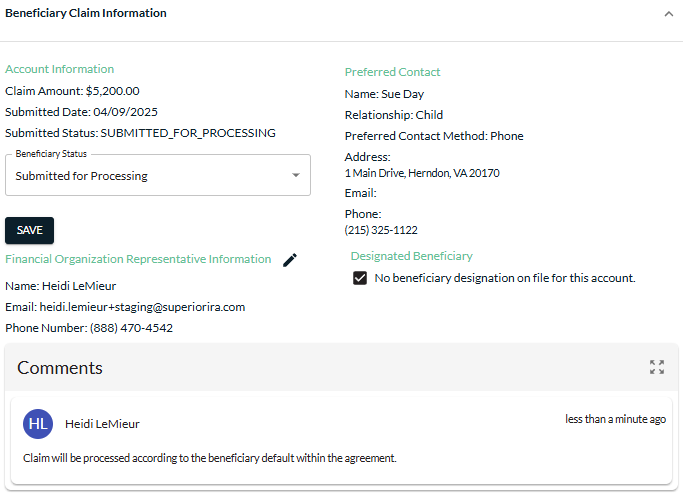 Beneficiary Claim Information
Account Information
Claim Amount: $5,200.00
Submitted Date: 04/09/2025
Submitted Status: SUBMITTED_FOR_PROCESSING
Beneficiary Status
Submitted for Processing
SAVE
Preferred Contact
Name: Sue Day
Relationship: Child
Preferred Contact Method: Phone
Address:
1 Main Drive, Herndon, VA 20170
Email:
Phone:
(215) 325-1122
Financial Organization Representative Information
Name: Heidi LeMieur
Email: heidi.lemieur+staging@superiorira.com
Phone Number: (888) 470-4542
Designated Beneficiary
No beneficiary designation on file for this account.
Comments
HL
Heidi LeMieur
less than a minute ago
Claim will be processed according to the beneficiary default within the agreement.